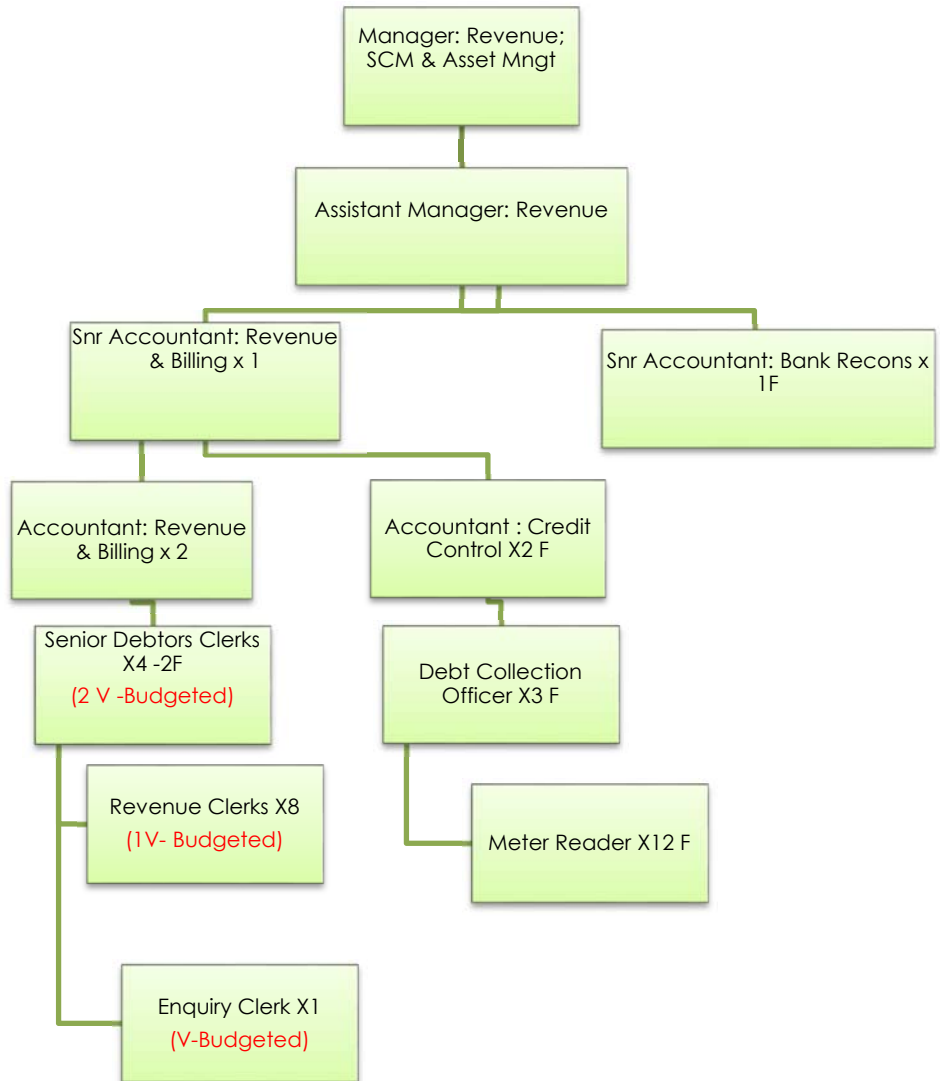 Manager: Revenue;
SCM & Asset Mngt
Assistant Manager: Revenue
Snr Accountant: Revenue
& Billing x 1
Snr Accountant: Bank Recons x
1F
Accountant: Revenue
& Billing x 2
Accountant : Credit
Control X2 F
Senior Debtors Clerks
X4 -2F
(2 V -Budgeted)
Debt Collection
Officer X3 F
Revenue Clerks X8
(1V- Budgeted)
Meter Reader X12 F
Enquiry Clerk X1
(V-Budgeted)